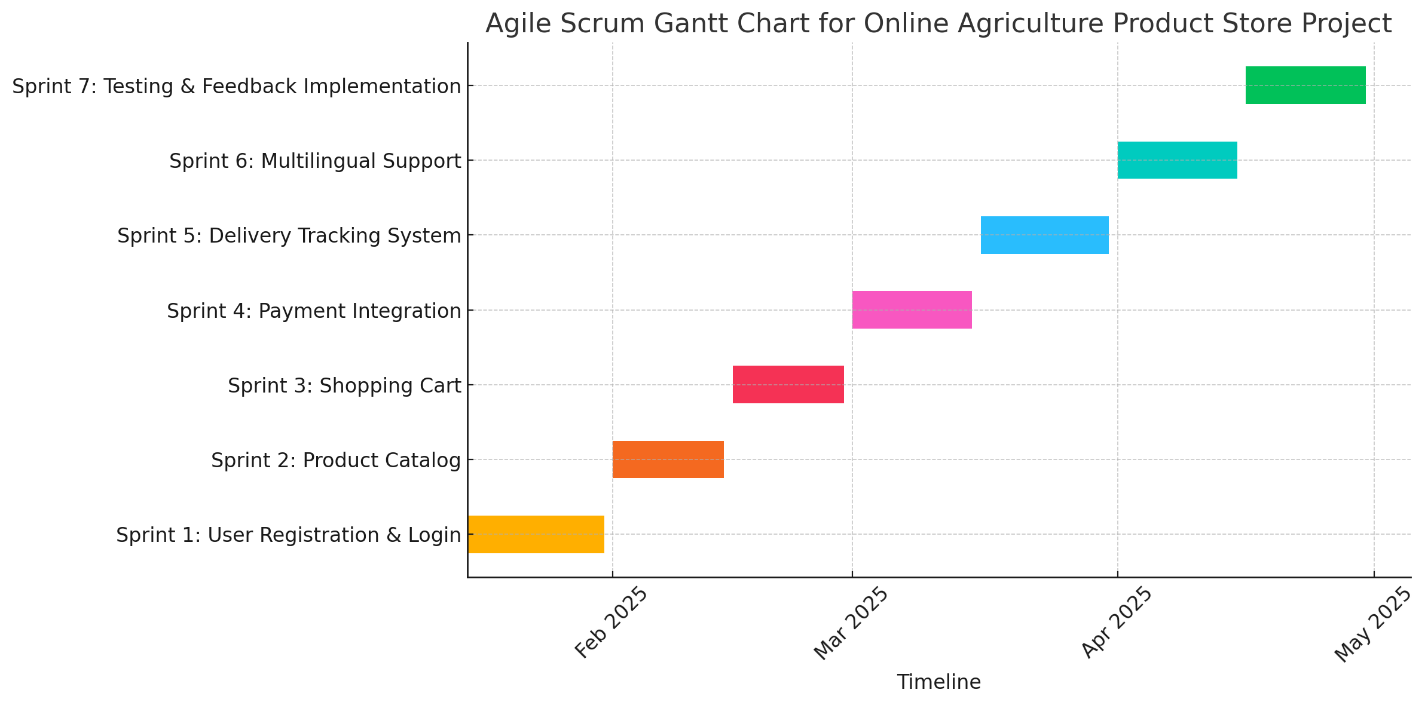 Agile Scrum Gantt Chart for Online Agriculture Product Store Project
Sprint 7: Testing & Feedback Implementation
Sprint 6: Multilingual Support
Sprint 5: Delivery Tracking System
Sprint 4: Payment Integration
Sprint 3: Shopping Cart
Sprint 2: Product Catalog
Sprint 1: User Registration & Login
Feb 2025
Mar 2025
Apr 2025
May 2025
Timeline